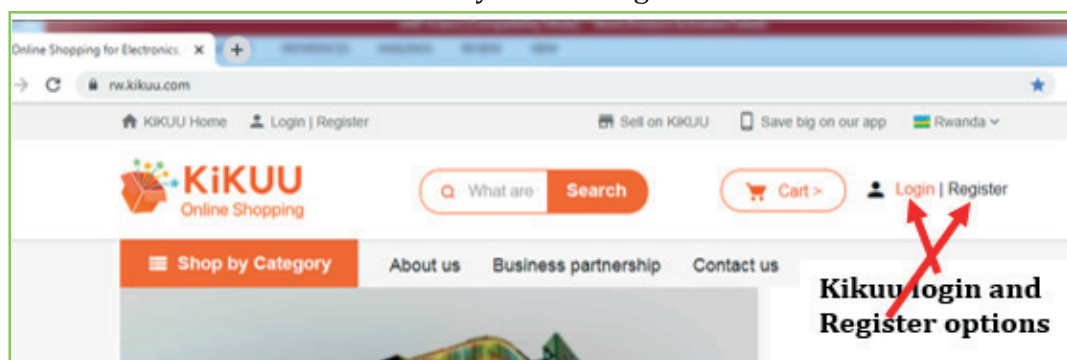 Online Shopping for Electronics
rw.kikuu.com
KiKUU Home Login | Register Sell on KiKUU Save big on our app Rwanda
KiKUU
Online Shopping
What are Search Cart > Login | Register
Shop by Category About us Business partnership Contact us
Kikuu login and
Register options